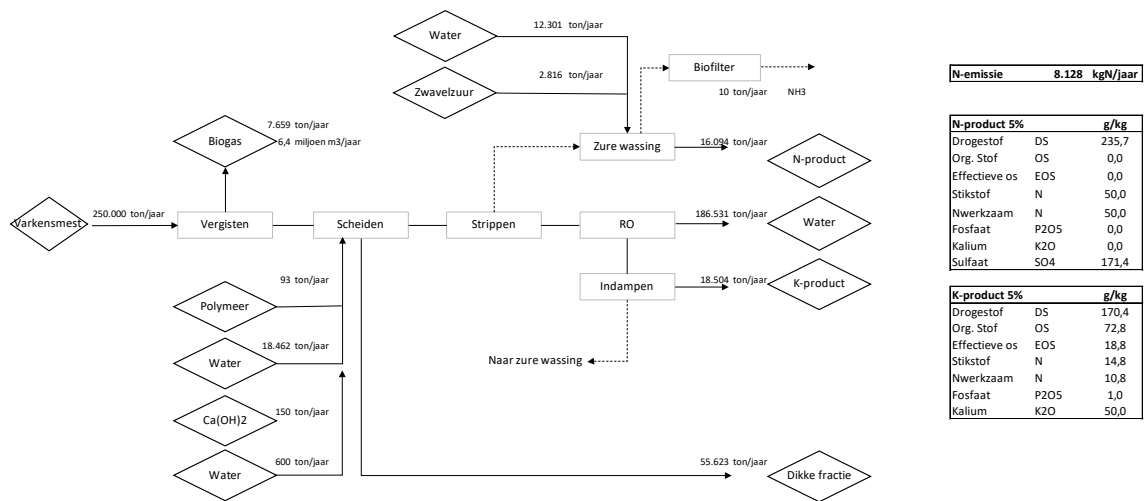 12.301 ton/jaar
Water
Biofilter
10 ton/jaar NH3
2.816 ton/jaar
Zwavelzuur
7.659 ton/jaar
6,4 miljoen m3/jaar
Biogas
Zure wassing
16.094 ton/jaar
N-product
Varkensmest
250.000 ton/jaar
Vergisten
Scheiden
Strippen
RO
186.531 ton/jaar
Water
Indampen
18.504 ton/jaar
K-product
93 ton/jaar
Polymeer
Naar zure wassing
18.462 ton/jaar
Water
150 ton/jaar
Ca(OH)2
600 ton/jaar
Water
55.623 ton/jaar
Dikke fractie
N-emissie 8.128 kgN/jaar
N-product 5% g/kg
Drogestof DS 235,7
Org. Stof OS 0,0
Effectieve os EOS 0,0
Stikstof N 50,0
Nwerkzaam N 50,0
Fosfaat P2O5 0,0
Kalium K2O 0,0
Sulfaat SO4 171,4
K-product 5% g/kg
Drogestof DS 170,4
Org. Stof OS 72,8
Effectieve os EOS 18,8
Stikstof N 14,8
Nwerkzaam N 10,8
Fosfaat P2O5 1,0
Kalium K2O 50,0